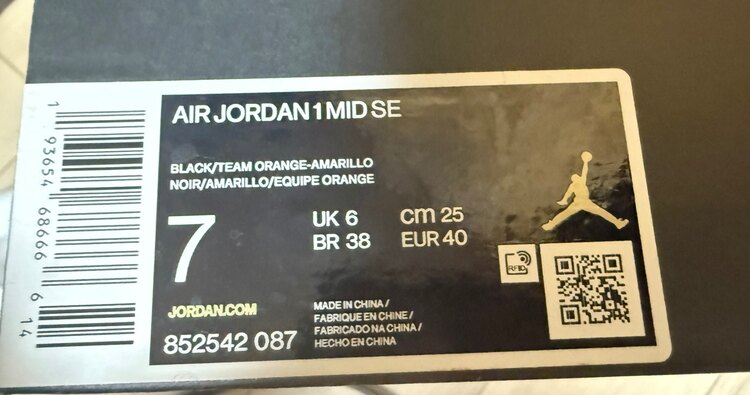 AIR JORDAN 1 MID SE
BLACK/TEAM ORANGE-AMARILLO
NOIR/AMARILLO/EQUIPE ORANGE
7
UK 6 cm 25
BR 38 EUR 40
RFID
JORDAN.COM
852542 087
MADE IN CHINA /
FABRIQUE EN CHINE /
FABRICADO NA CHINA /
HECHO EN CHINA
1 93654 68666 6 14